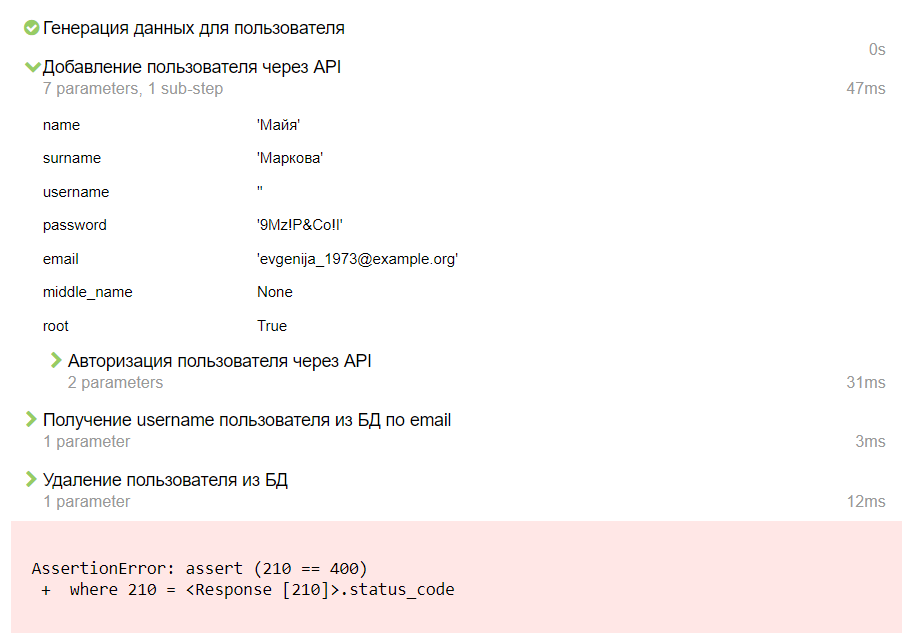 Генерация данных для пользователя
0s
Добавление пользователя через API
7 parameters, 1 sub-step 47ms
name 'Майя'
surname 'Маркова'
username ''
password '9Mz!P&Co!I'
email 'evgenija_1973@example.org'
middle_name None
root True
Авторизация пользователя через API
2 parameters 31ms
Получение username пользователя из БД по email
1 parameter 3ms
Удаление пользователя из БД
1 parameter 12ms
AssertionError: assert (210 == 400)
+ where 210 = <Response [210]>.status_code